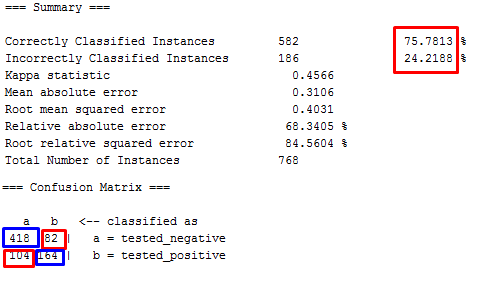 === Summary ===
Correctly Classified Instances 582 75.7813 %
Incorrectly Classified Instances 186 24.2188 %
Kappa statistic 0.4566
Mean absolute error 0.3106
Root mean squared error 0.4031
Relative absolute error 68.3405 %
Root relative squared error 84.5604 %
Total Number of Instances 768
=== Confusion Matrix ===
a b <-- classified as
418 82 | a = tested_negative
104 164 | b = tested_positive